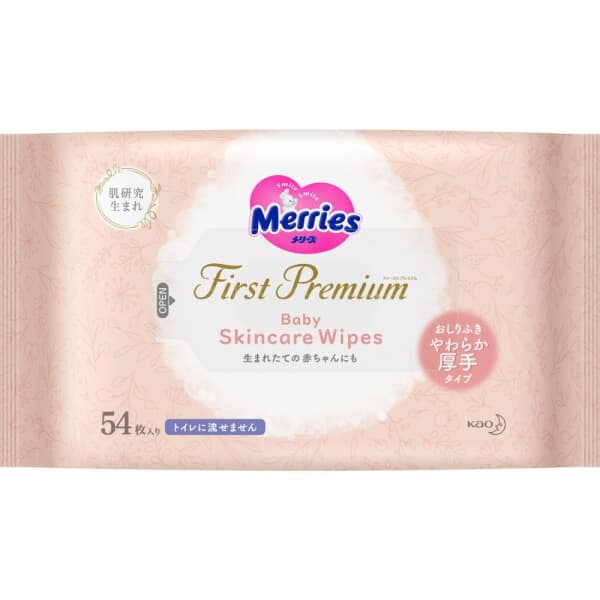 肌研究
生まれ
Smile Smile
Merries
メリーズ
ファーストプレミアム
First Premium
OPEN
Baby
Skincare Wipes
生まれたての赤ちゃんにも
おしりふき
やわらか
厚手
タイプ
54枚入り
トイレに流せません
Kao